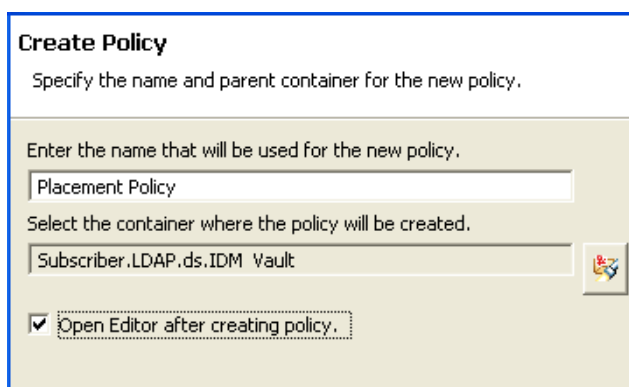 Create Policy
Specify the name and parent container for the new policy.
Enter the name that will be used for the new policy.
Placement Policy
Select the container where the policy will be created.
Subscriber.LDAP.ds.IDM Vault
Open Editor after creating policy.